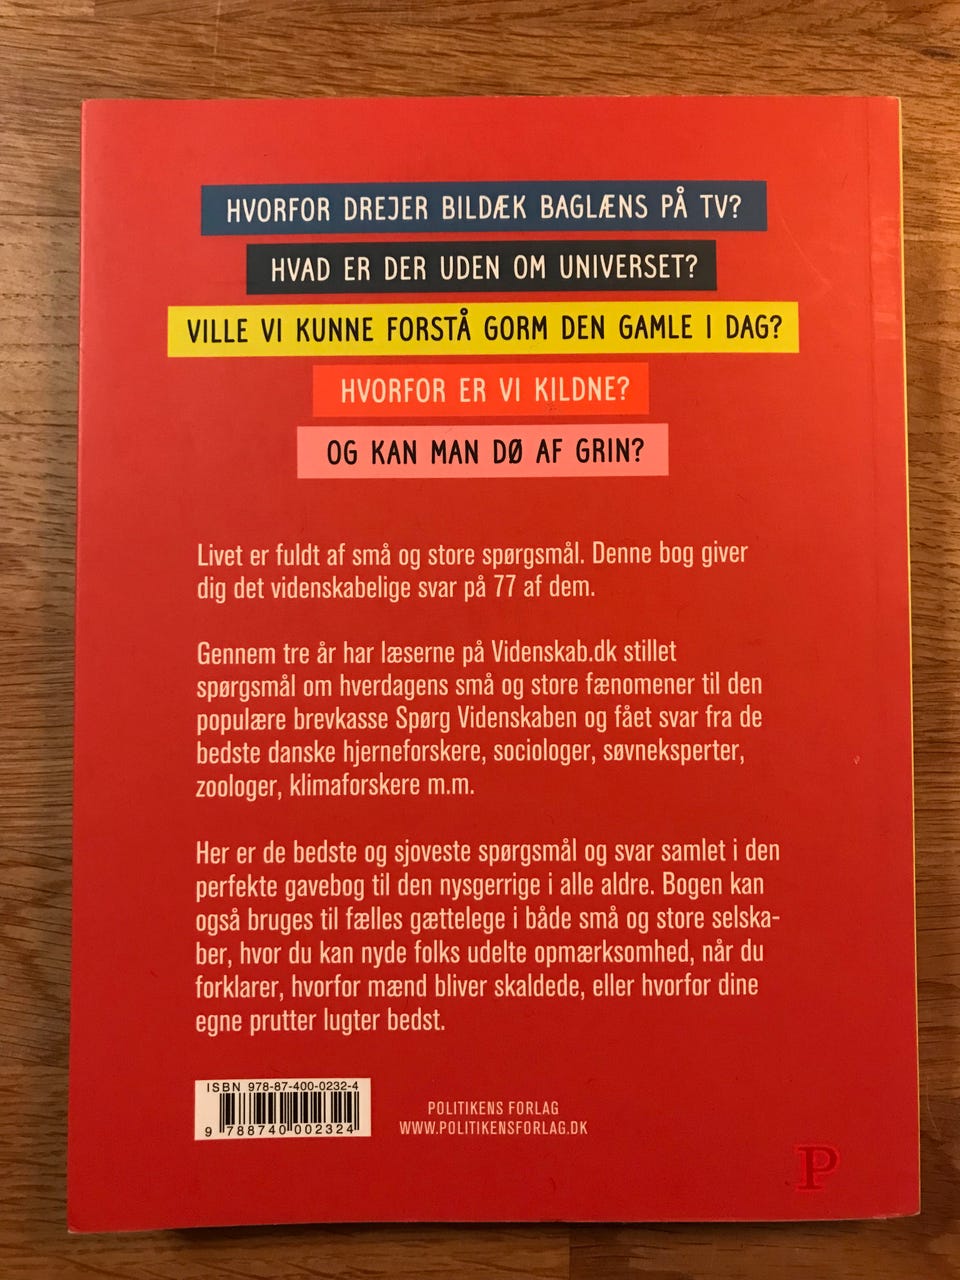 HVORFOR DREJER BILDÆK BAGLÆNS PÅ TV?
HVAD ER DER UDEN OM UNIVERSET?
VILLE VI KUNNE FORSTÅ GORM DEN GAMLE I DAG?
HVORFOR ER VI KILDNE?
OG KAN MAN DØ AF GRIN?
Livet er fuldt af små og store spørgsmål. Denne bog giver
dig det videnskabelige svar på 77 af dem.
Gennem tre år har læserne på Videnskab.dk stillet
spørgsmål om hverdagens små og store fænomener til den
populære brevkasse Spørg Videnskaben og fået svar fra de
bedste danske hjerneforskere, sociologer, søvneksperter,
zoologer, klimaforskere m.m.
Her er de bedste og sjoveste spørgsmål og svar samlet i den
perfekte gavebog til den nysgerrige i alle aldre. Bogen kan
også bruges til fælles gættelege i både små og store selska-
ber, hvor du kan nyde folks udelte opmærksomhed, når du
forklarer, hvorfor mænd bliver skaldede, eller hvorfor dine
egne prutter lugter bedst.
ISBN 978-87-400-0232-4
9 788740 002324
POLITIKENS FORLAG
WWW.POLITIKENSFORLAG.DK
P